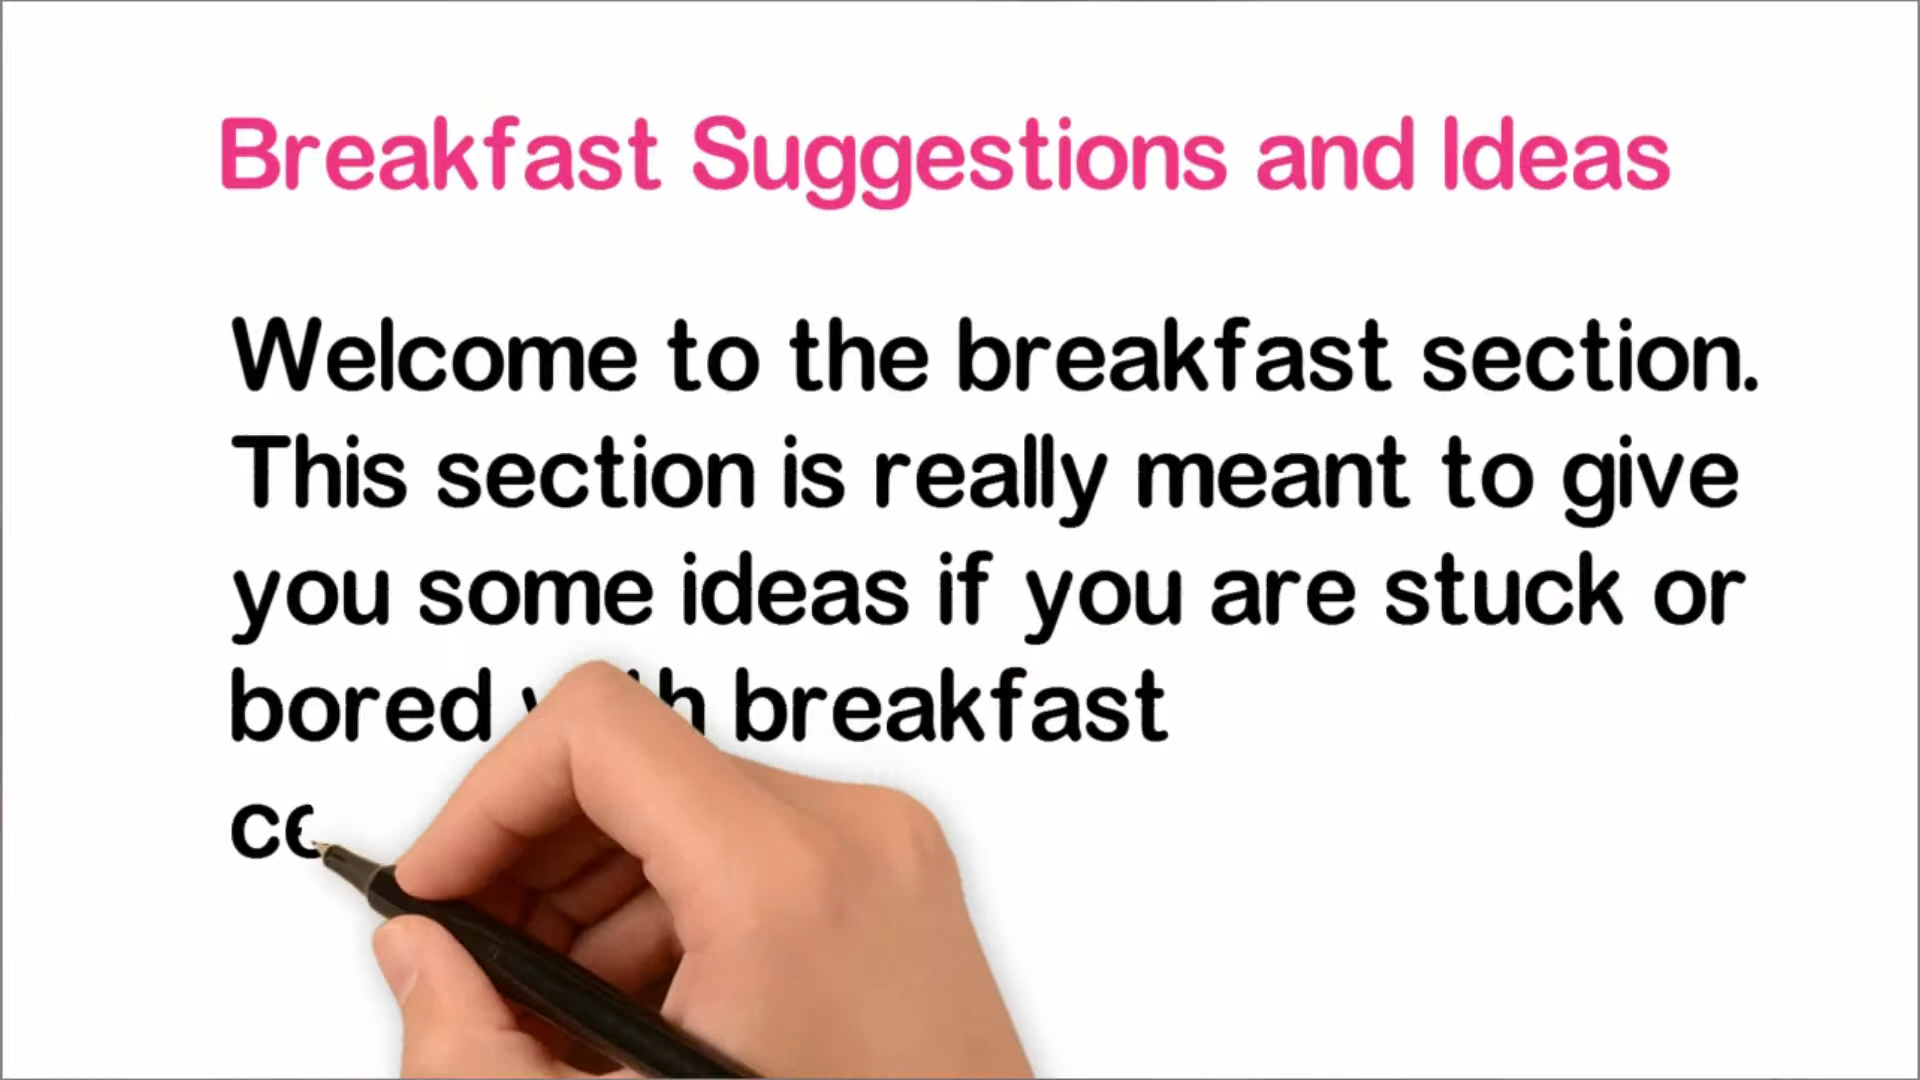 Breakfast Suggestions and Ideas
Welcome to the breakfast section.
This section is really meant to give
you some ideas if you are stuck or
bored with breakfast